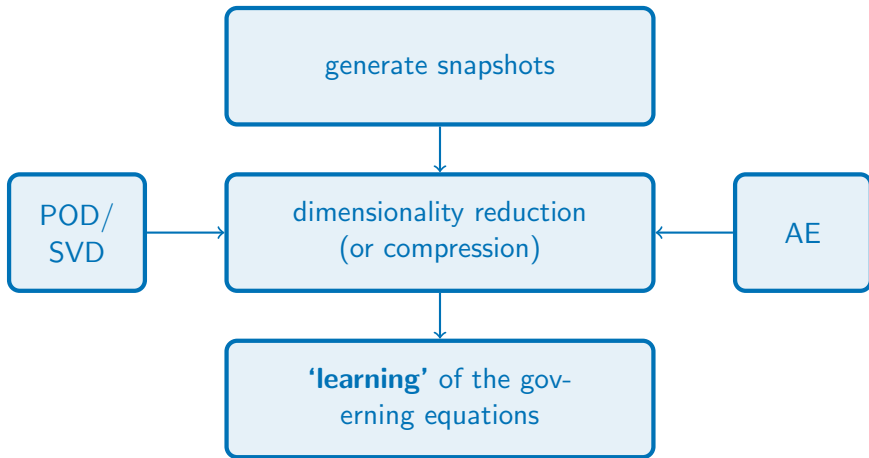 generate snapshots
POD/
SVD
dimensionality reduction
(or compression)
AE
‘learning’ of the gov-
erning equations